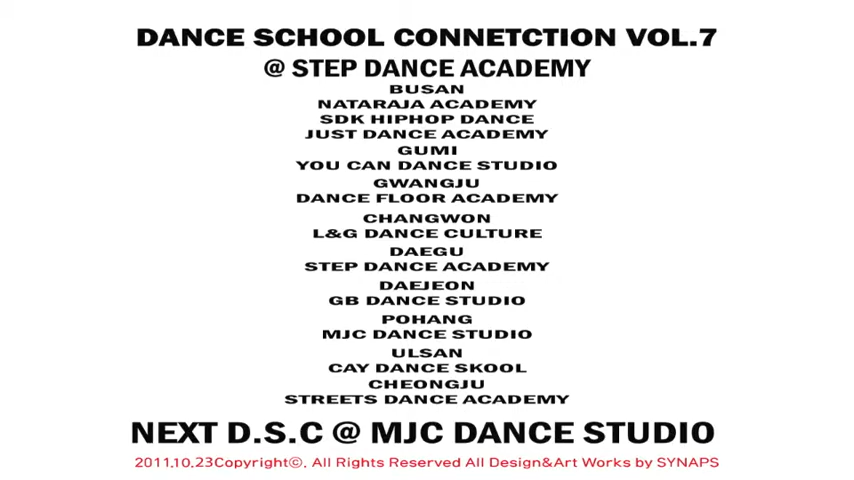 DANCE SCHOOL CONNETCTION VOL.7
@ STEP DANCE ACADEMY
BUSAN
NATARAJA ACADEMY
SDK HIPHOP DANCE
JUST DANCE ACADEMY
GUMI
YOU CAN DANCE STUDIO
GWANGJU
DANCE FLOOR ACADEMY
CHANGWON
L&G DANCE CULTURE
DAEGU
STEP DANCE ACADEMY
DAEJEON
GB DANCE STUDIO
POHANG
MJC DANCE STUDIO
ULSAN
CAY DANCE SKOOL
CHEONGJU
STREETS DANCE ACADEMY
NEXT D.S.C @ MJC DANCE STUDIO
2011.10.23Copyright©. All Rights Reserved All Design&Art Works by SYNAPS